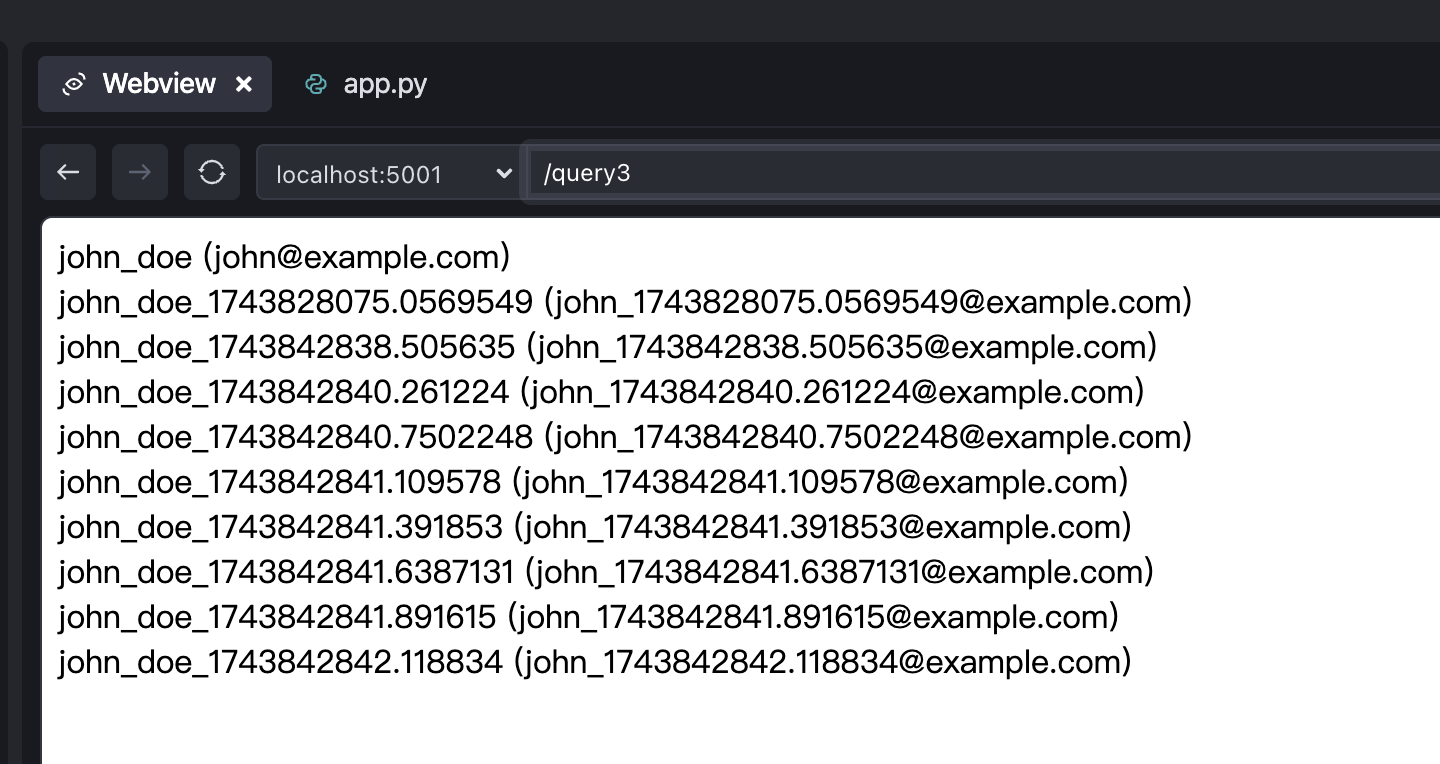 Webview × app.py
localhost:5001 /query3
john_doe (john@example.com)
john_doe_1743828075.0569549 (john_1743828075.0569549@example.com)
john_doe_1743842838.505635 (john_1743842838.505635@example.com)
john_doe_1743842840.261224 (john_1743842840.261224@example.com)
john_doe_1743842840.7502248 (john_1743842840.7502248@example.com)
john_doe_1743842841.109578 (john_1743842841.109578@example.com)
john_doe_1743842841.391853 (john_1743842841.391853@example.com)
john_doe_1743842841.6387131 (john_1743842841.6387131@example.com)
john_doe_1743842841.891615 (john_1743842841.891615@example.com)
john_doe_1743842842.118834 (john_1743842842.118834@example.com)